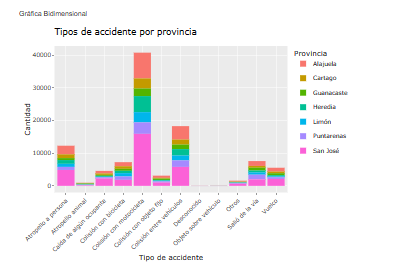 Gráfica Bidimensional
Tipos de accidente por provincia
Cantidad
40000
30000
20000
10000
0
Atropello a persona
Atropello animal
Caída de algún ocupante
Colisión con bicicleta
Colisión con motocicleta
Colisión con objeto fijo
Colisión entre vehículos
Desconocido
Objeto sobre vehículo
Otros
Salió de la vía
Vuelco
Tipo de accidente
Provincia
Alajuela
Cartago
Guanacaste
Heredia
Limón
Puntarenas
San José